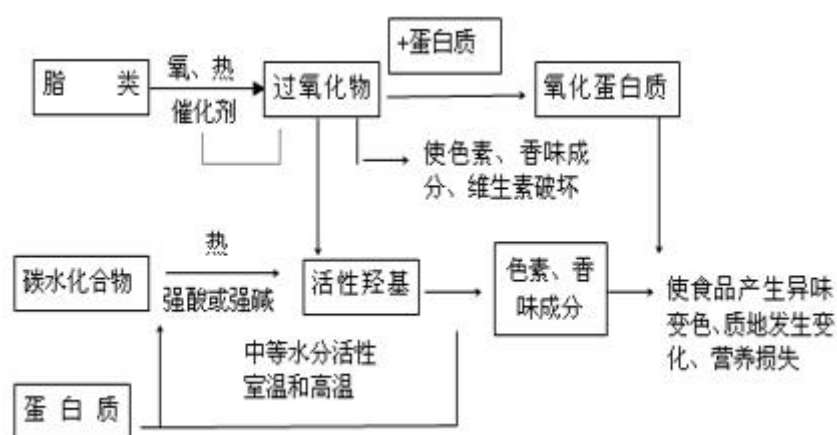 +蛋白质
脂 类
氧、热
催化剂
过氧化物
氧化蛋白质
使色素、香味成
分、维生素破坏
碳水化合物
热
强酸或强碱
活性羟基
色素、香
味成分
使食品产生异味
变色、质地发生变
化、营养损失
中等水分活性
室温和高温
蛋 白 质